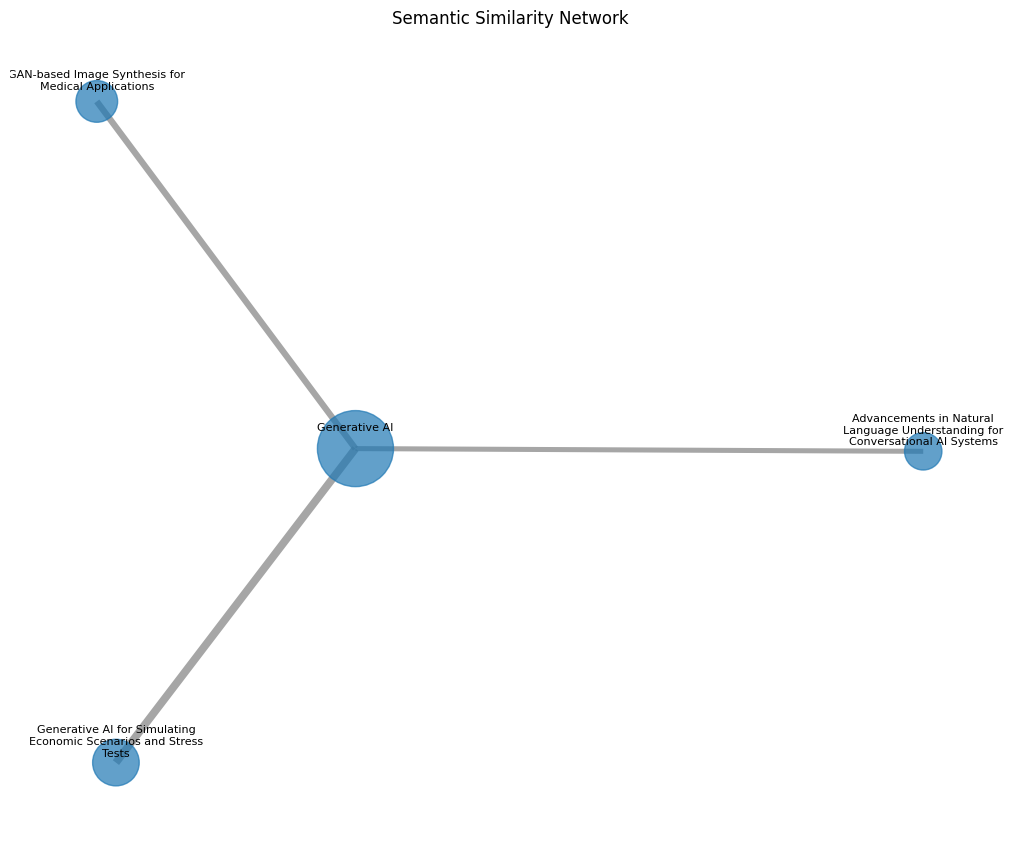 Semantic Similarity Network
GAN-based Image Synthesis for
Medical Applications
Generative AI
Advancements in Natural
Language Understanding for
Conversational AI Systems
Generative AI for Simulating
Economic Scenarios and Stress
Tests